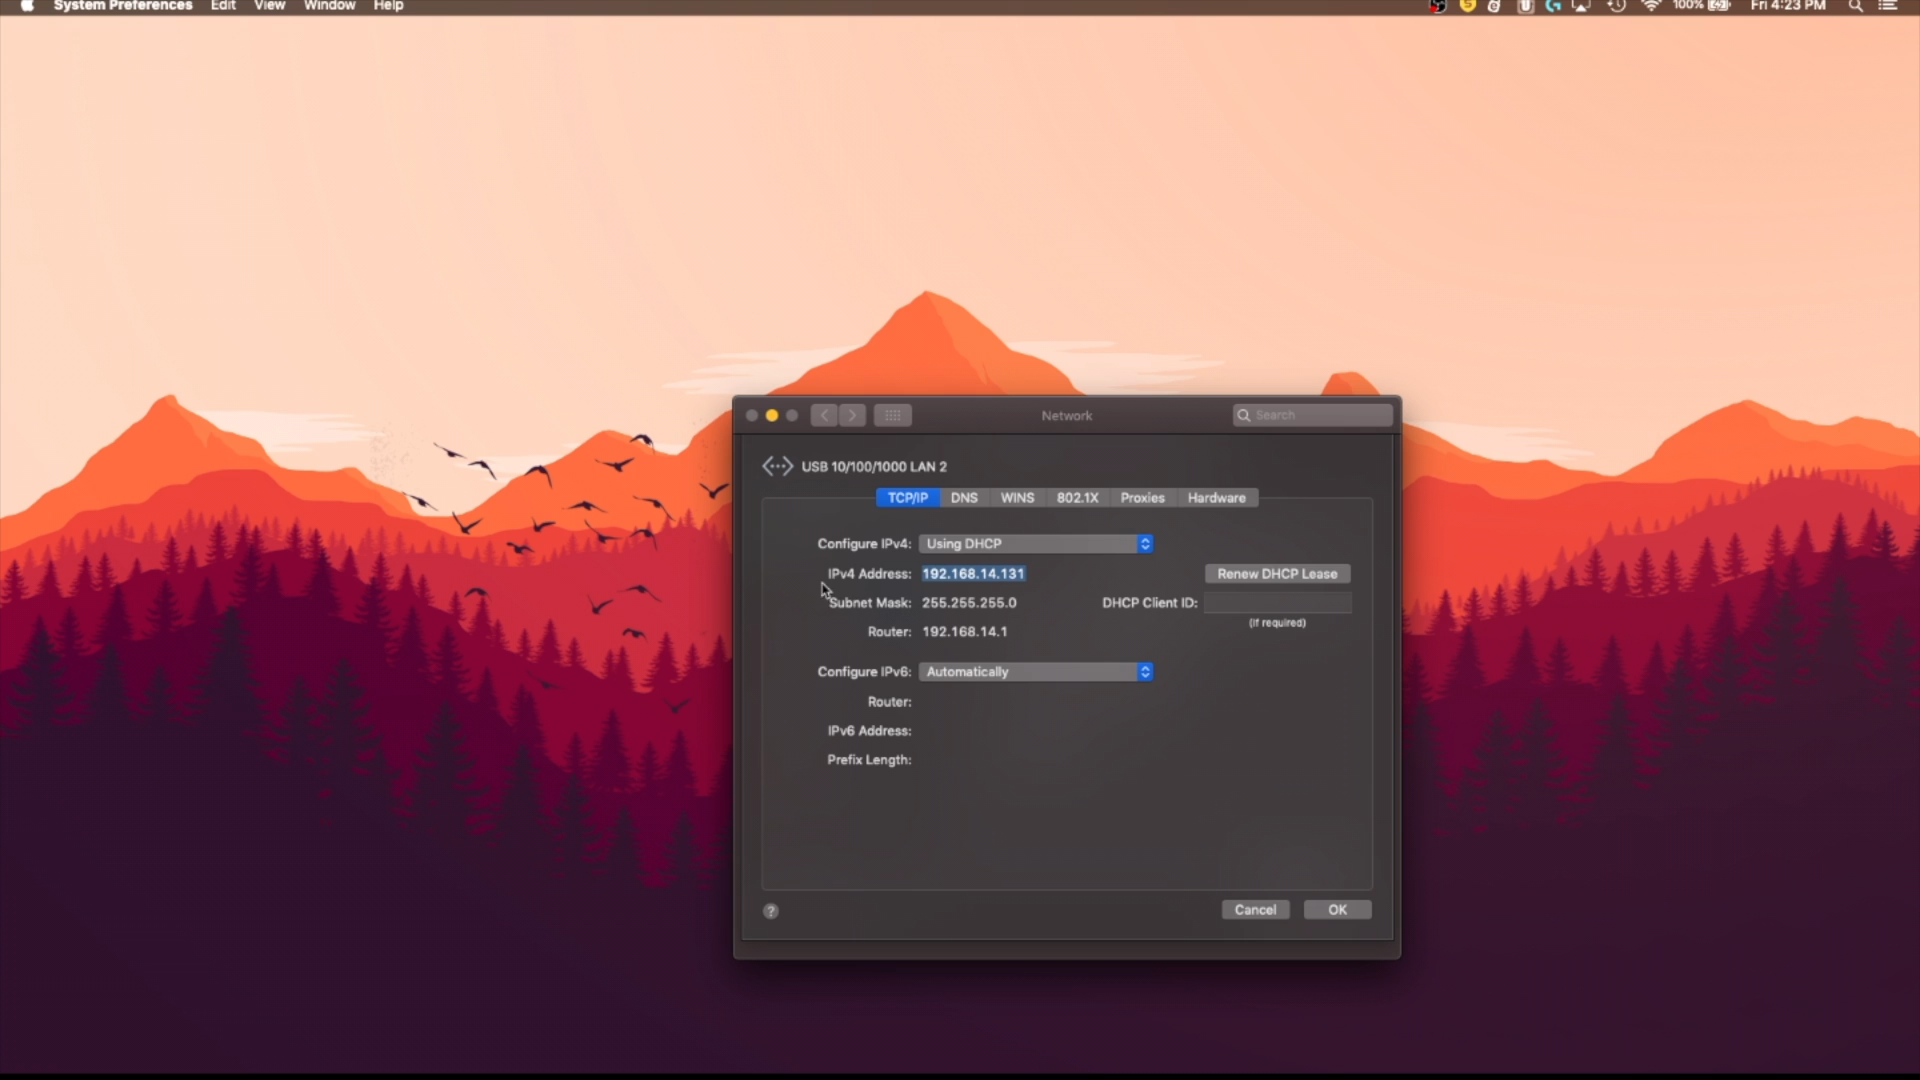 System Preferences Edit View Window Help 100% Fri 4:23 PM
Network Search
USB 10/100/1000 LAN 2
TCP/IP DNS WINS 802.1X Proxies Hardware
Configure IPv4: Using DHCP
IPv4 Address: 192.168.14.131 Renew DHCP Lease
Subnet Mask: 255.255.255.0 DHCP Client ID:
(If required)
Router: 192.168.14.1
Configure IPv6: Automatically
Router:
IPv6 Address:
Prefix Length:
? Cancel OK